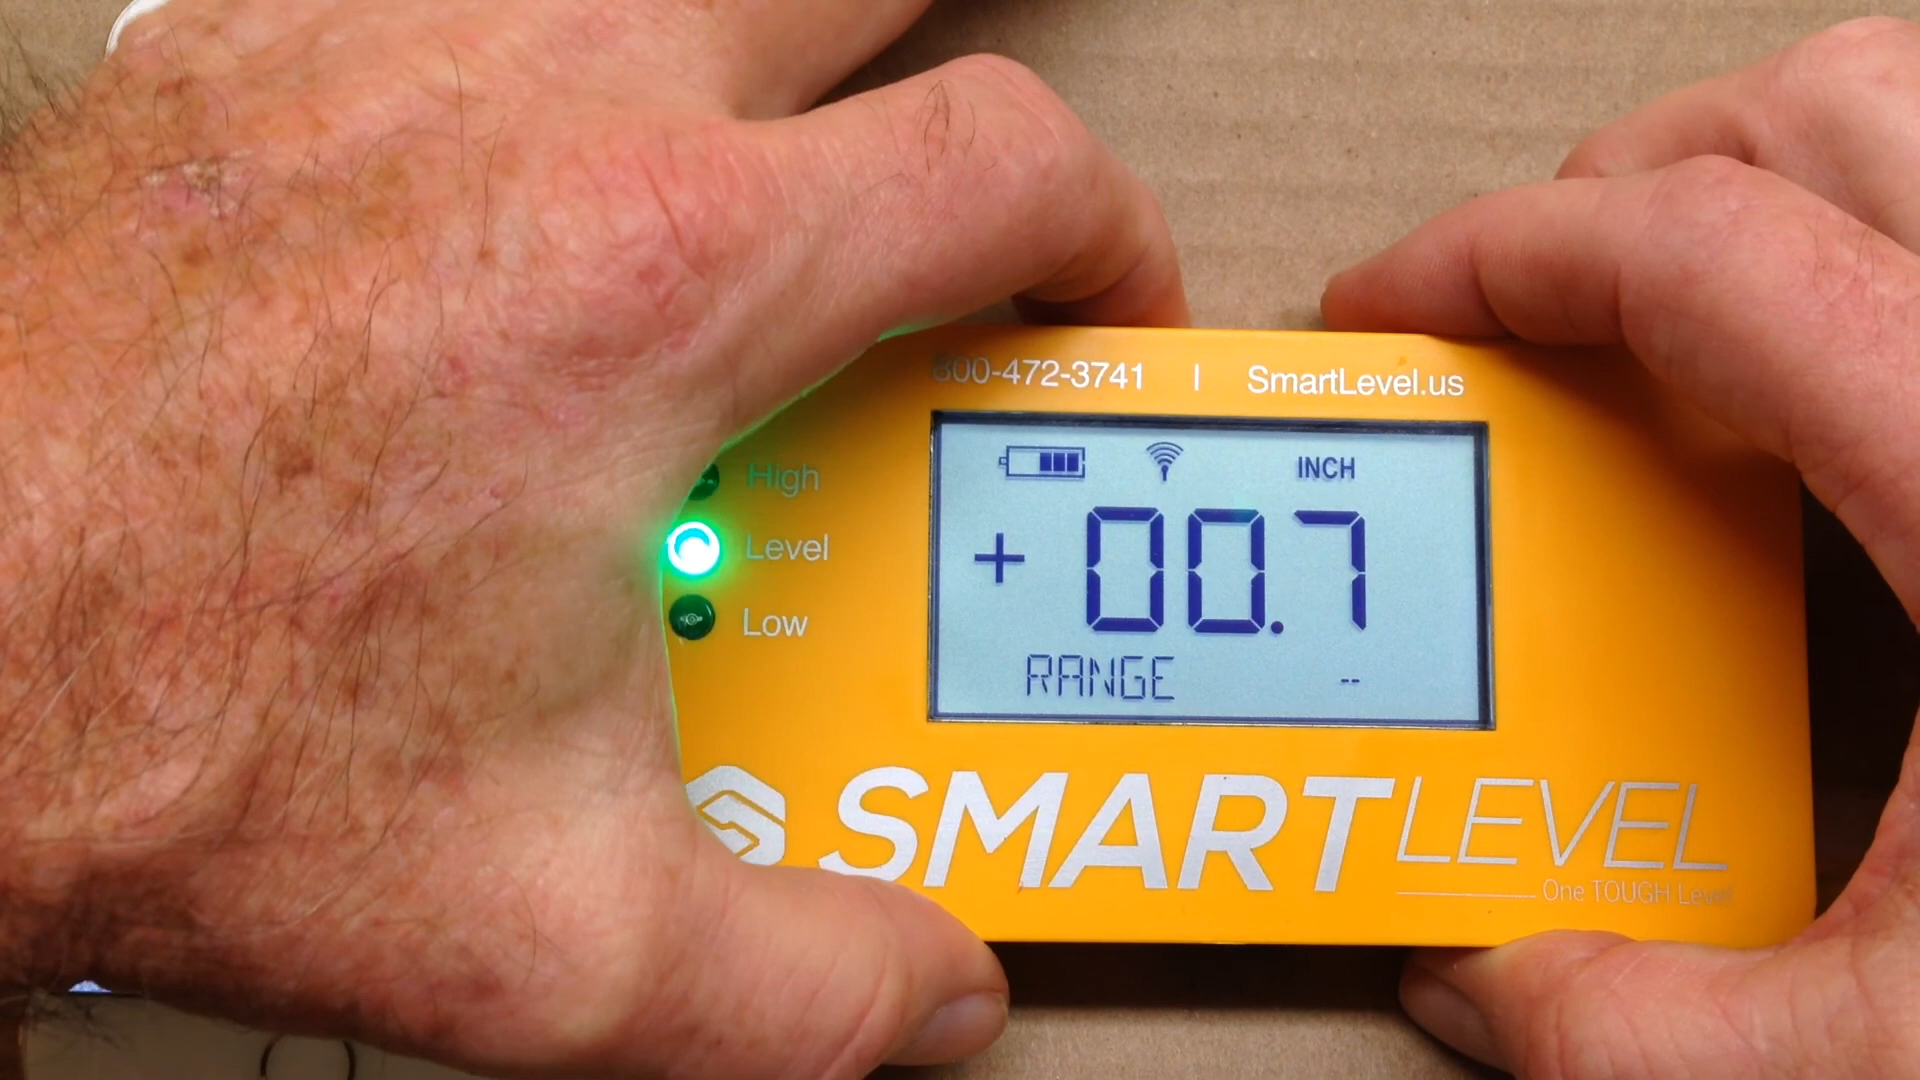 800-472-3741 | SmartLevel.us
INCH
High
Level
Low
+ 00.7
RANGE --
SMARTLEVEL
One TOUGH Level